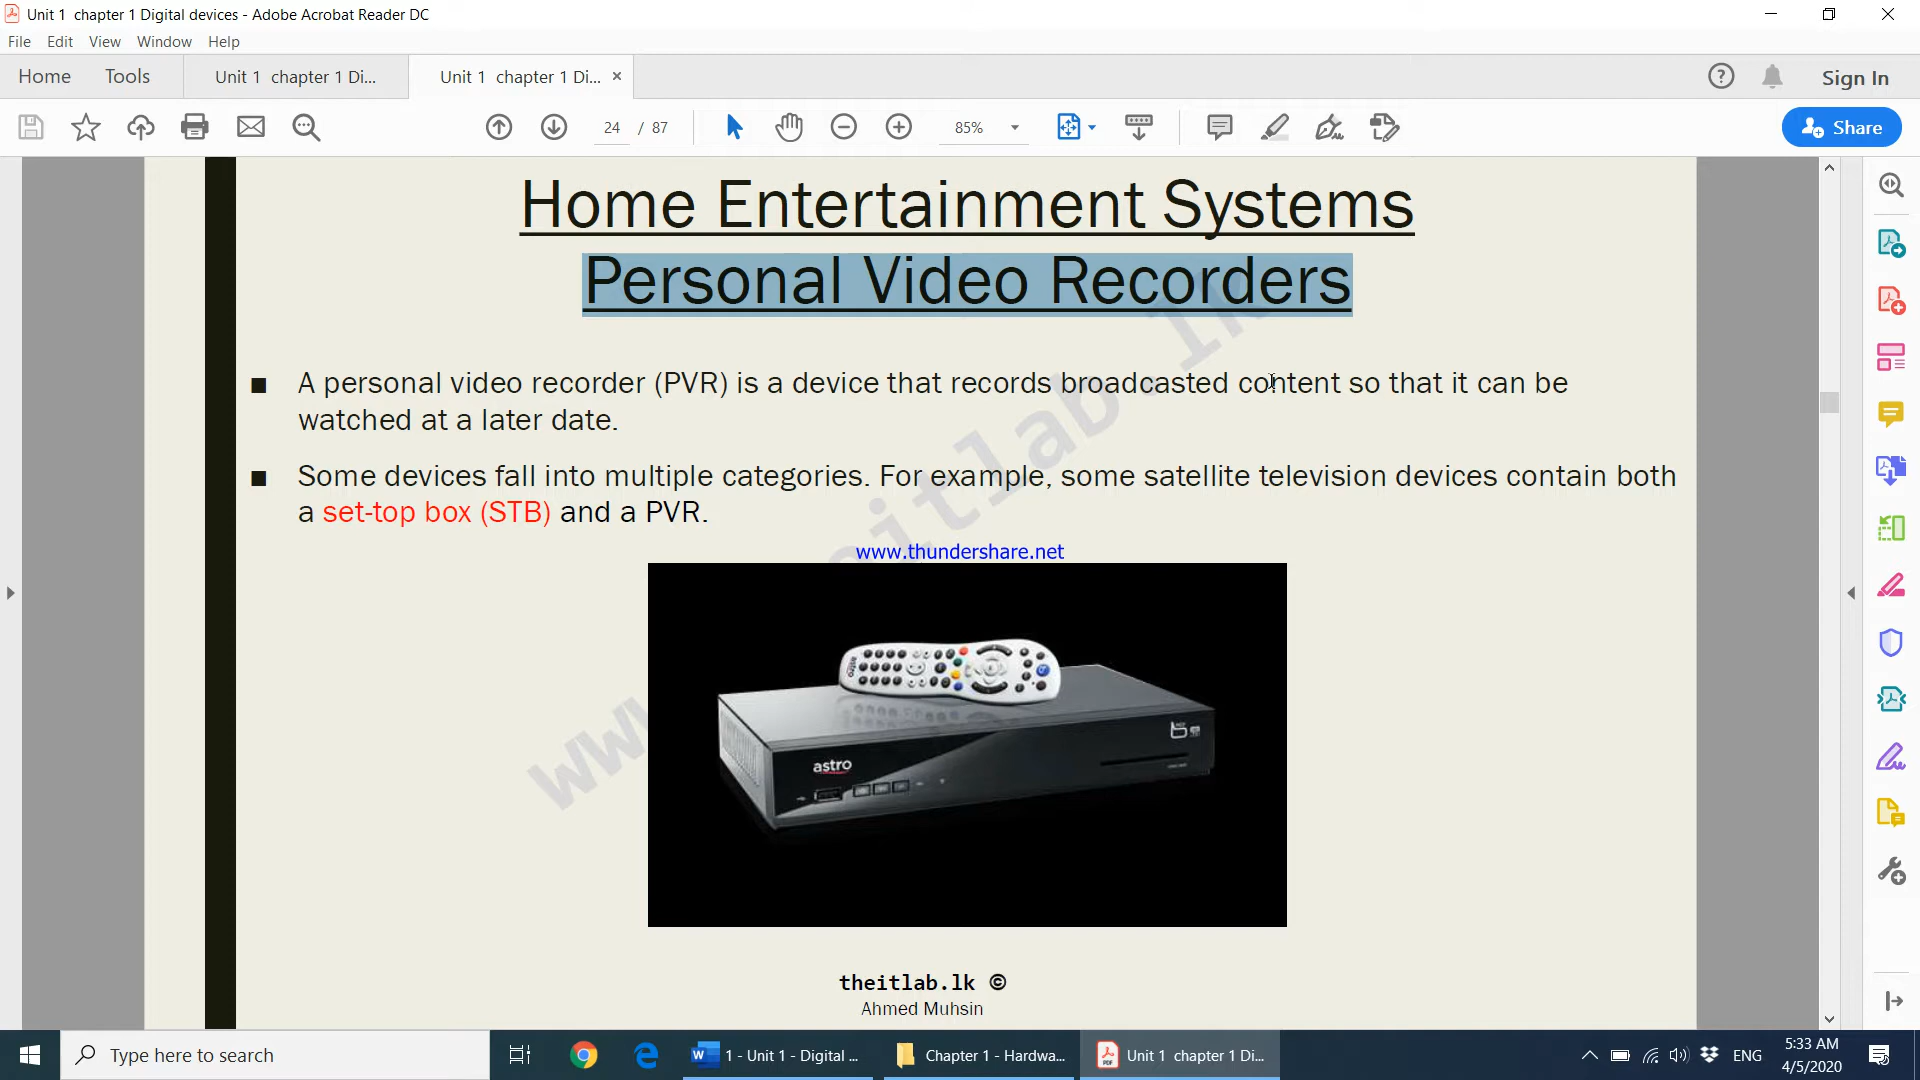 Unit 1  chapter 1 Digital devices - Adobe Acrobat Reader DC
File Edit View Window Help
Home Tools Unit 1  chapter 1 Di... Unit 1  chapter 1 Di... Sign In
24 / 87 85% Share
Home Entertainment Systems
Personal Video Recorders
■ A personal video recorder (PVR) is a device that records broadcasted content so that it can be
watched at a later date.
■ Some devices fall into multiple categories. For example, some satellite television devices contain both
a set-top box (STB) and a PVR.
www.thundershare.net
astro
theitlab.lk ©
Ahmed Muhsin
Type here to search 1 - Unit 1 - Digital ... Chapter 1 - Hardwa... Unit 1  chapter 1 Di... ENG 5:33 AM
4/5/2020